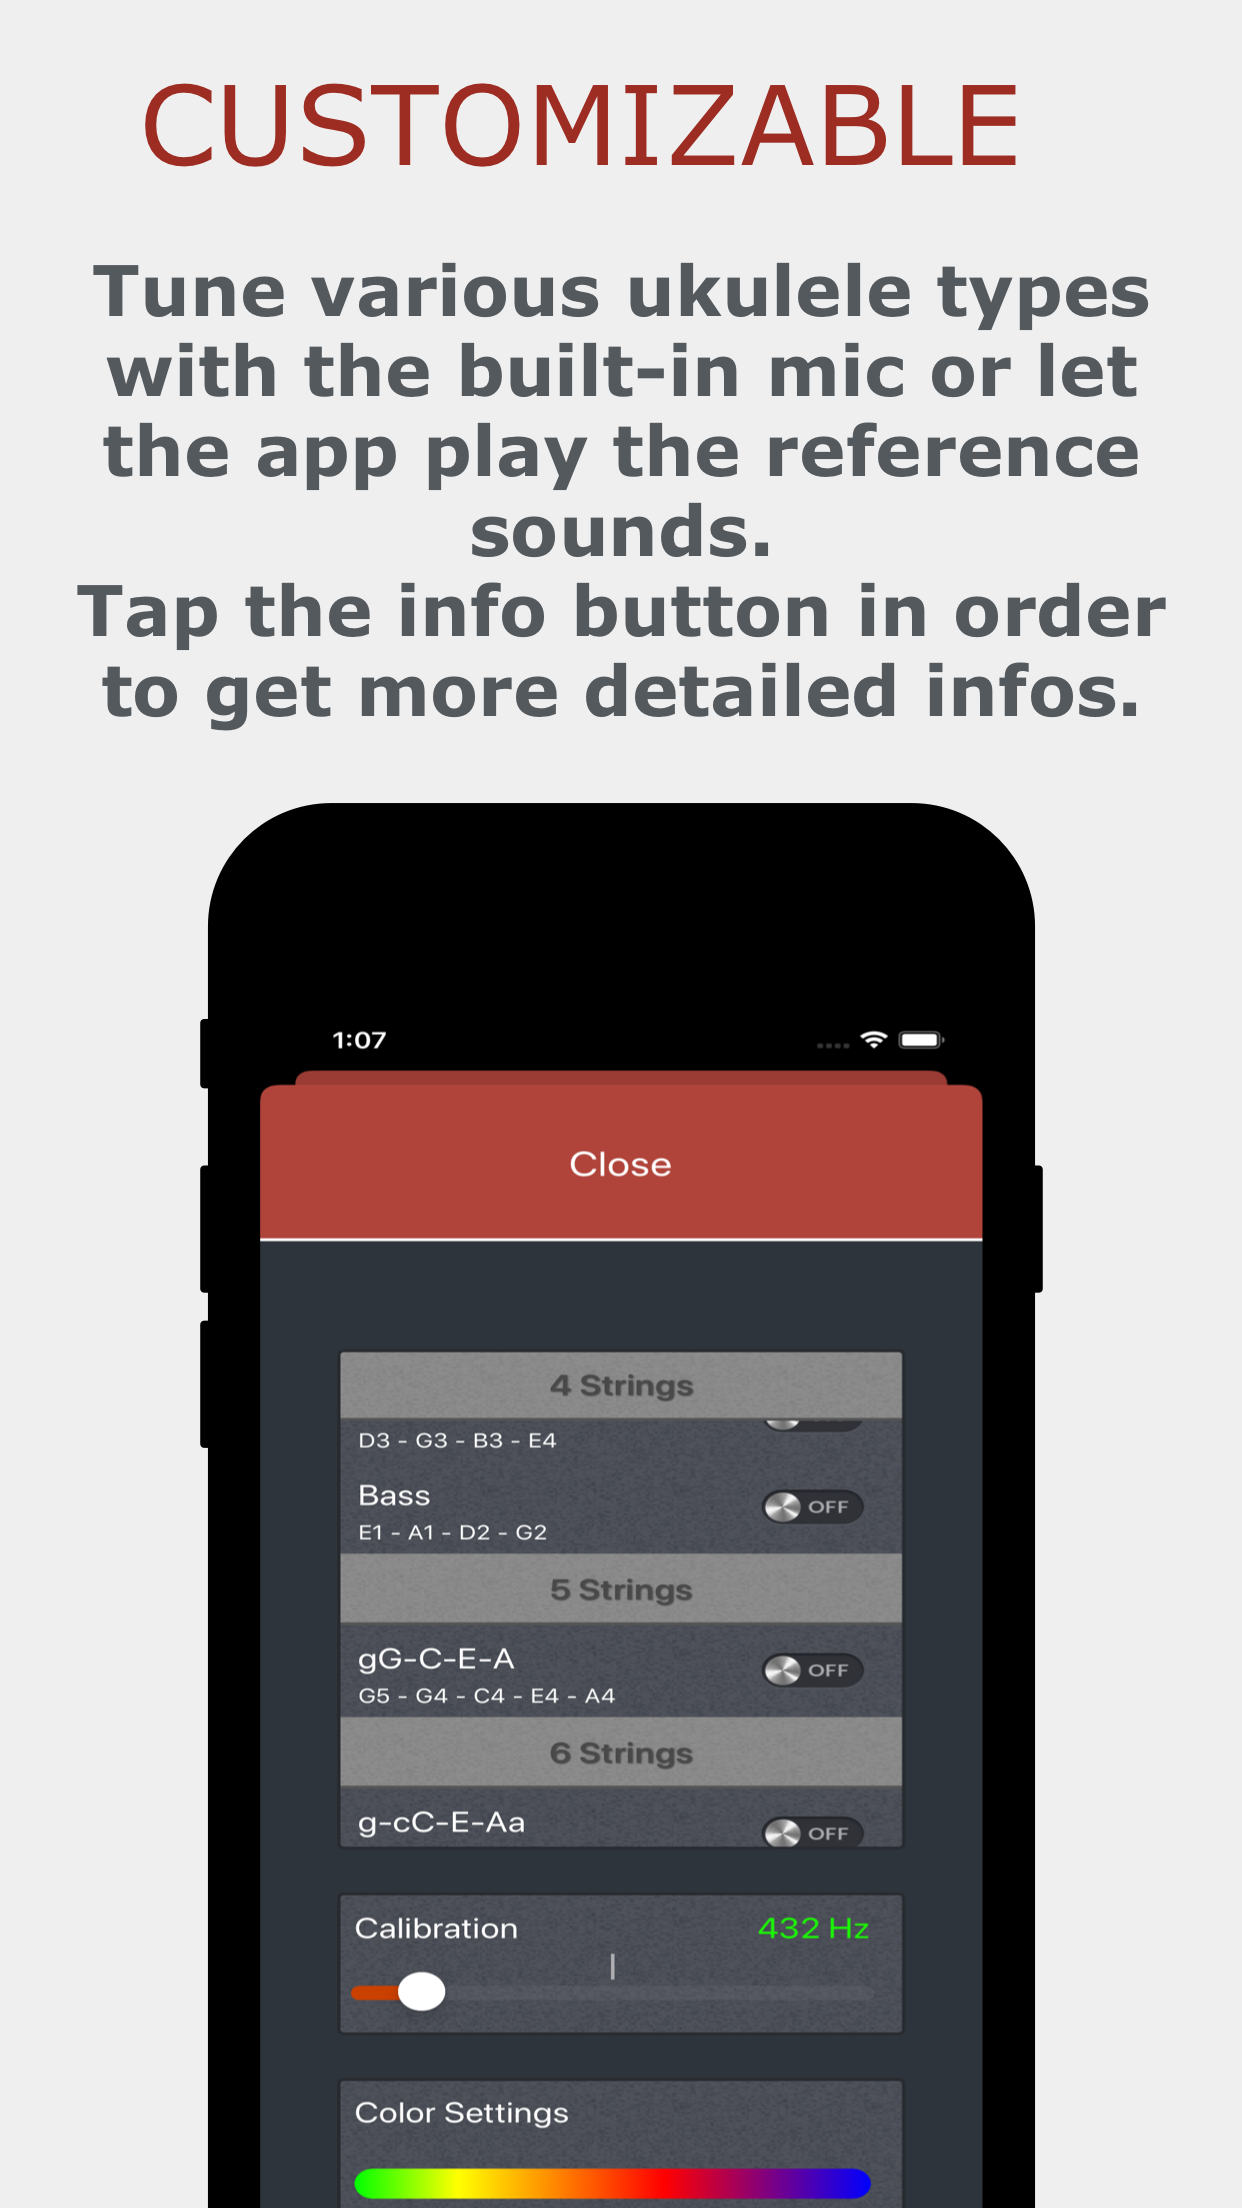 CUSTOMIZABLE
Tune various ukulele types
with the built-in mic or let
the app play the reference
sounds.
Tap the info button in order
to get more detailed infos.
1:07
Close
4 Strings
D3 - G3 - B3 - E4
Bass
OFF
E1 - A1 - D2 - G2
5 Strings
gG-C-E-A
OFF
G5 - G4 - C4 - E4 - A4
6 Strings
g-cC-E-Aa
OFF
Calibration
432 Hz
Color Settings